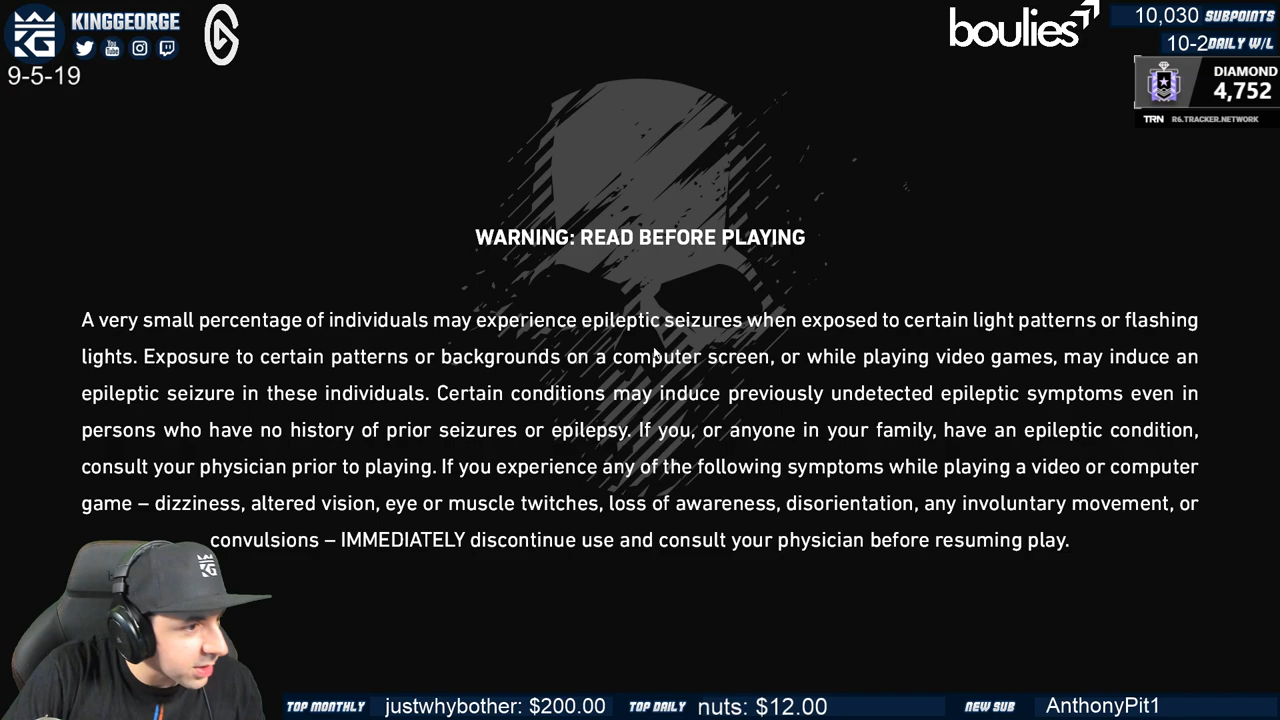 KINGGEORGE
9-5-19
boulies
10,030 SUBPOINTS
10-2 DAILY W/L
DIAMOND
4,752
TRN R6.TRACKER.NETWORK
WARNING: READ BEFORE PLAYING
A very small percentage of individuals may experience epileptic seizures when exposed to certain light patterns or flashing
lights. Exposure to certain patterns or backgrounds on a computer screen, or while playing video games, may induce an
epileptic seizure in these individuals. Certain conditions may induce previously undetected epileptic symptoms even in
persons who have no history of prior seizures or epilepsy. If you, or anyone in your family, have an epileptic condition,
consult your physician prior to playing. If you experience any of the following symptoms while playing a video or computer
game – dizziness, altered vision, eye or muscle twitches, loss of awareness, disorientation, any involuntary movement, or
convulsions – IMMEDIATELY discontinue use and consult your physician before resuming play.
KG
TOP MONTHLY justwhybother: $200.00 TOP DAILY nuts: $12.00 NEW SUB AnthonyPit1